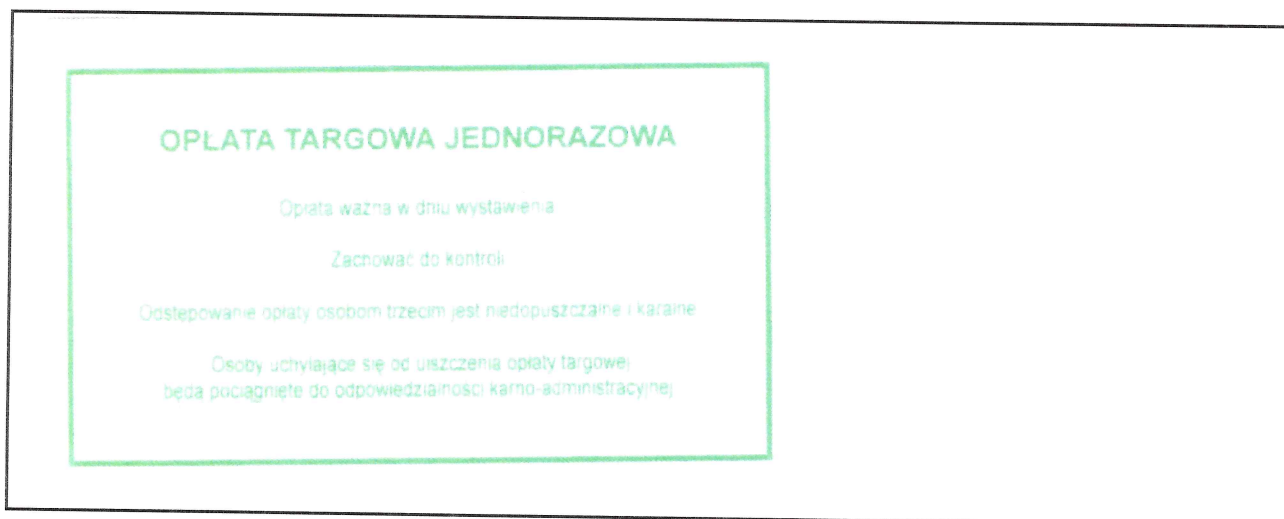 OPŁATA TARGOWA JEDNORAZOWA
Opłata ważna w dniu wystawienia
Zachować do kontroli
Odstępowanie opłaty osobom trzecim jest niedopuszczalne i karalne
Osoby uchylające się od uiszczenia opłaty targowej
będą pociągnięte do odpowiedzialności karno-administracyjnej